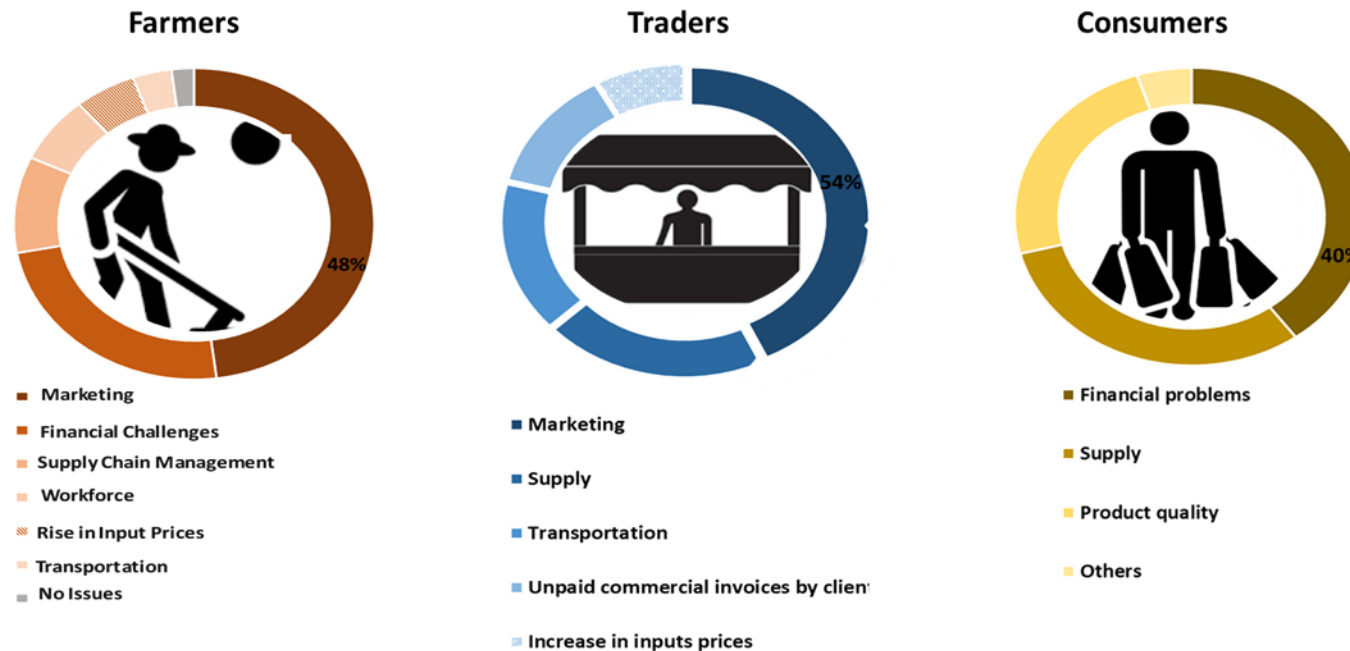 Farmers
Traders
Consumers
48%
54%
40%
Marketing
Financial Challenges
Supply Chain Management
Workforce
Rise in Input Prices
Transportation
No Issues
Marketing
Supply
Transportation
Unpaid commercial invoices by clien
Increase in inputs prices
Financial problems
Supply
Product quality
Others